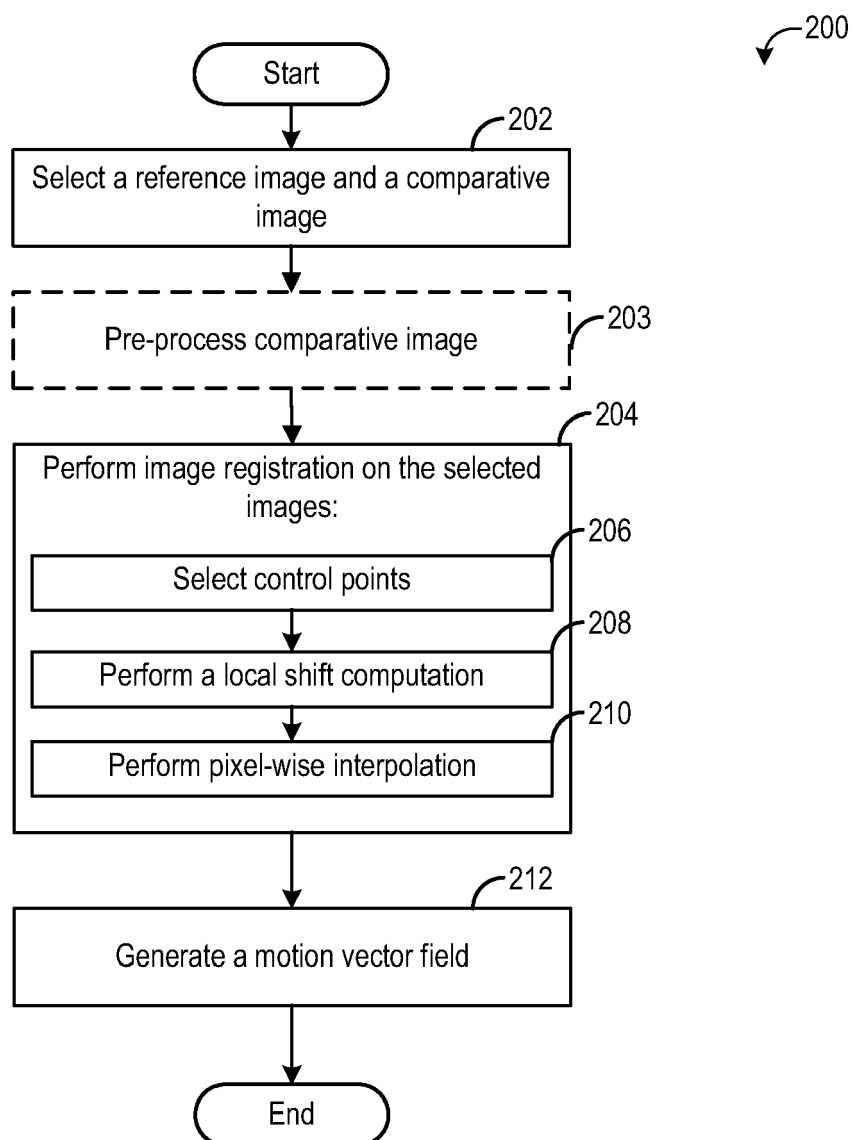 200
Start
202
Select a reference image and a comparative
image
Pre-process comparative image
203
204
Perform image registration on the selected
images:
206
Select control points
208
Perform a local shift computation
210
Perform pixel-wise interpolation
212
Generate a motion vector field
End